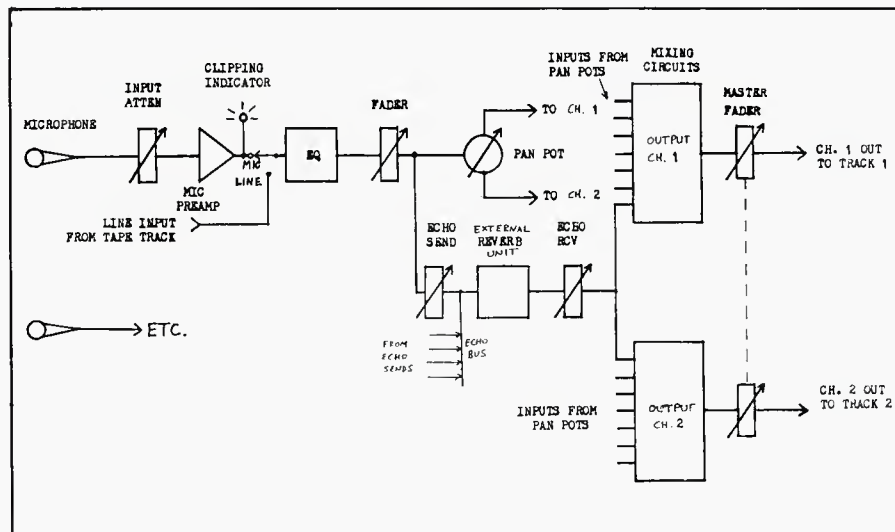 MICROPHONE
INPUT
ATTEN
CLIPPING
INDICATOR
MIC
PREAMP
MIC
LINE
LINE INPUT
FROM TAPE TRACK
EQ
FADER
PAN POT
TO CH. 1
TO CH. 2
ECHO
SEND
EXTERNAL
REVERB
UNIT
ECHO
RCV
FROM
ECHO
SENDS
ECHO
BUS
INPUTS FROM
PAN POTS
MIXING
CIRCUITS
OUTPUT
CH. 1
MASTER
FADER
CH. 1 OUT
TO TRACK 1
ETC.
INPUTS FROM
PAN POTS
OUTPUT
CH. 2
CH. 2 OUT
TO TRACK 2